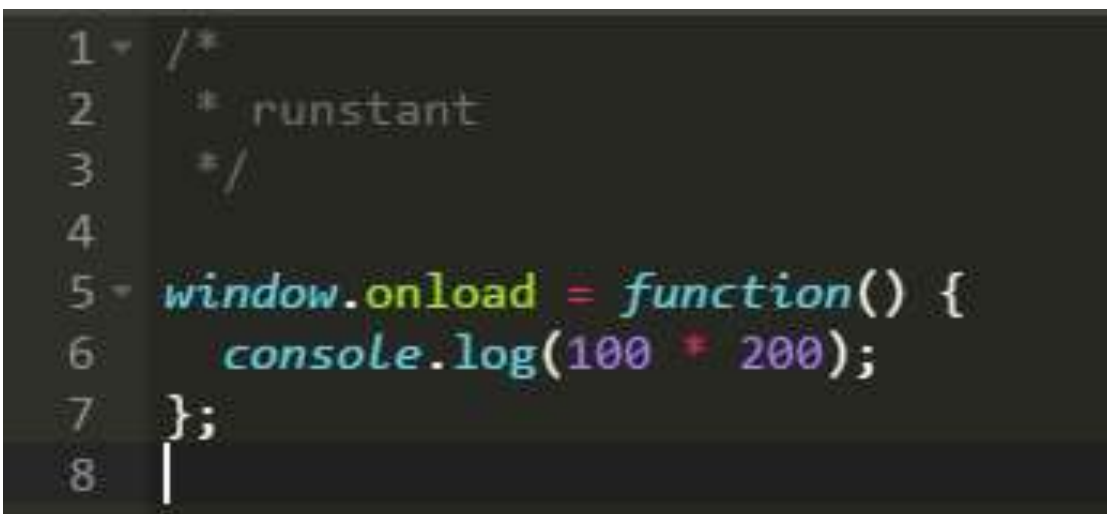 1 /*
2  * runstant
3  */
4
5 window.onload = function() {
6   console.log(100 * 200);
7 };
8